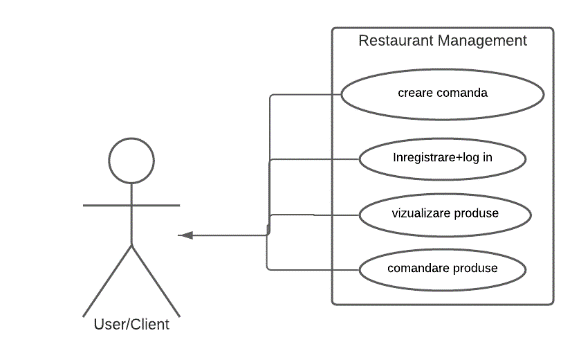 Restaurant Management
creare comanda
Inregistrare+log in
vizualizare produse
comandare produse
User/Client